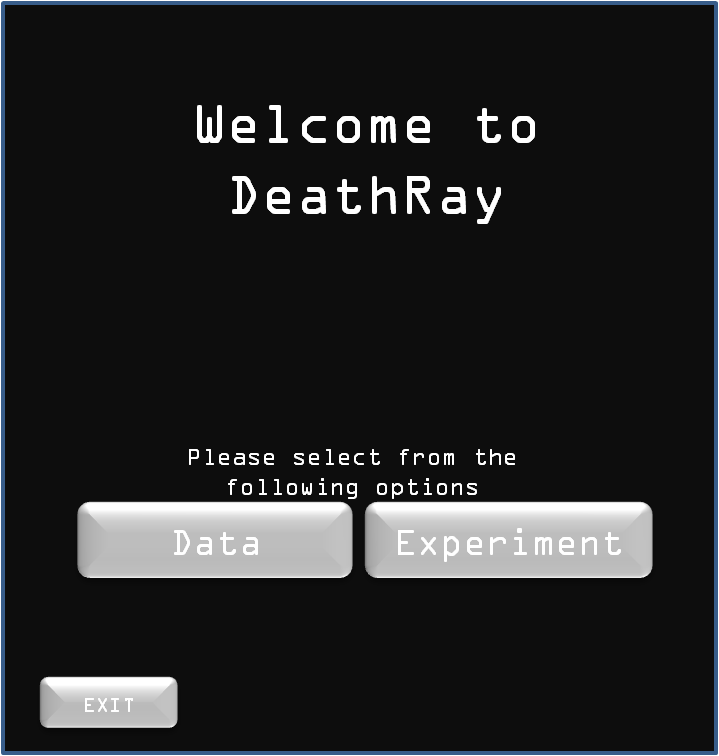 Welcome to
DeathRay
Please select from the
following options
Data
Experiment
EXIT